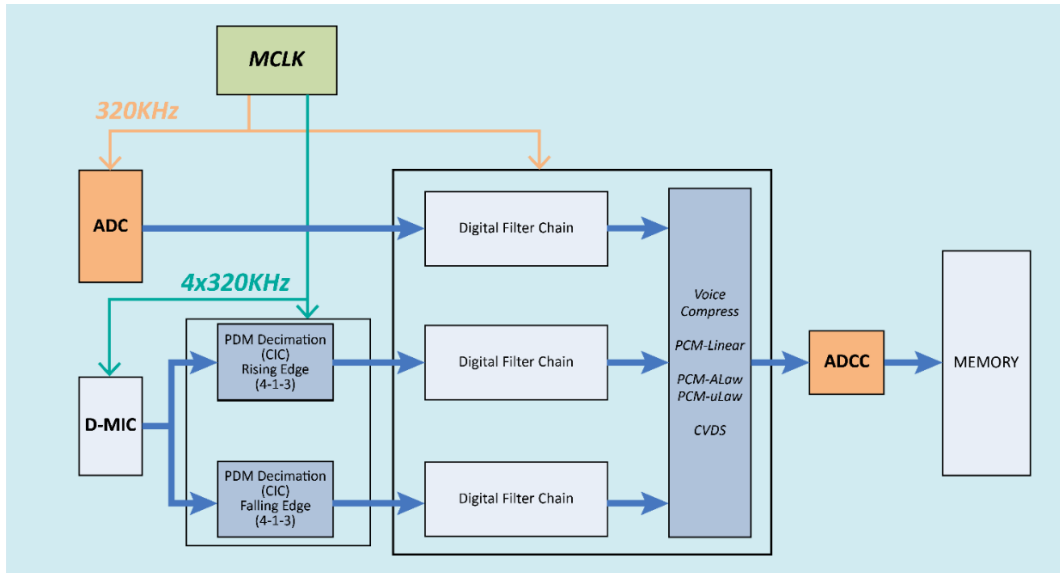 MCLK
320KHz
ADC
Digital Filter Chain
4x320KHz
Voice
Compress
PCM-Linear
PCM-ALaw
PCM-uLaw
CVDS
PDM Decimation
(CIC)
Rising Edge
(4-1-3)
Digital Filter Chain
ADCC
MEMORY
D-MIC
PDM Decimation
(CIC)
Falling Edge
(4-1-3)
Digital Filter Chain